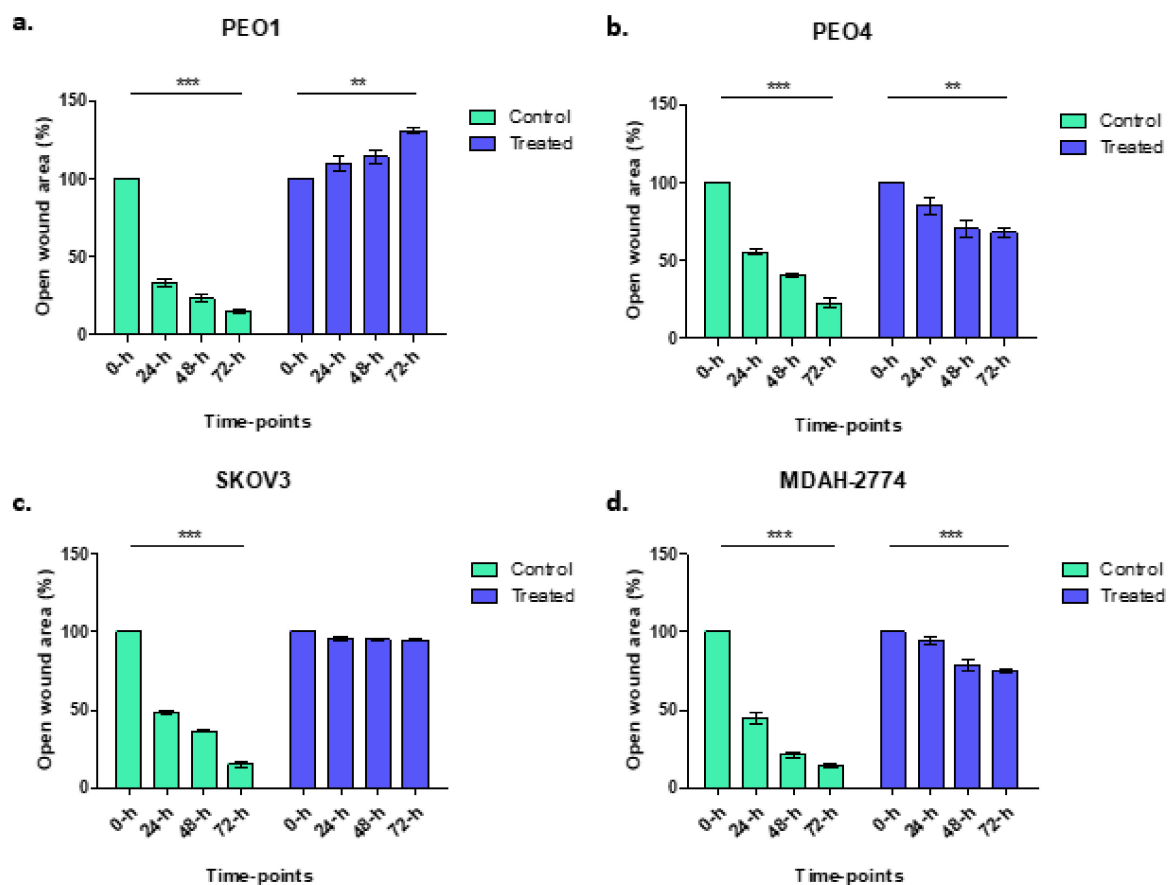 a.
PEO1
***
**
150
100
50
0
Open wound area (%)
Control
Treated
0-h
24-h
48-h
72-h
0-h
24-h
48-h
72-h
Time-points
b.
PEO4
***
**
150
100
50
0
Open wound area (%)
Control
Treated
0-h
24-h
48-h
72-h
0-h
24-h
48-h
72-h
Time-points
c.
SKOV3
***
150
100
50
0
Open wound area (%)
Control
Treated
0-h
24-h
48-h
72-h
0-h
24-h
48-h
72-h
Time-points
d.
MDAH-2774
***
***
150
100
50
0
Open wound area (%)
Control
Treated
0-h
24-h
48-h
72-h
0-h
24-h
48-h
72-h
Time-points